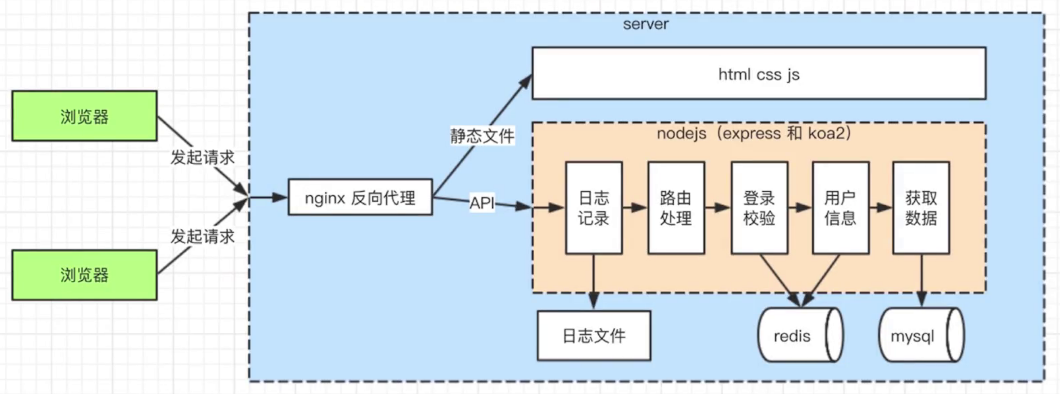 server
html css js
浏览器
发起请求
静态文件
nodejs（express 和 koa2）
nginx 反向代理
API
日志
记录
路由
处理
登录
校验
用户
信息
获取
数据
发起请求
浏览器
日志文件
redis
mysql